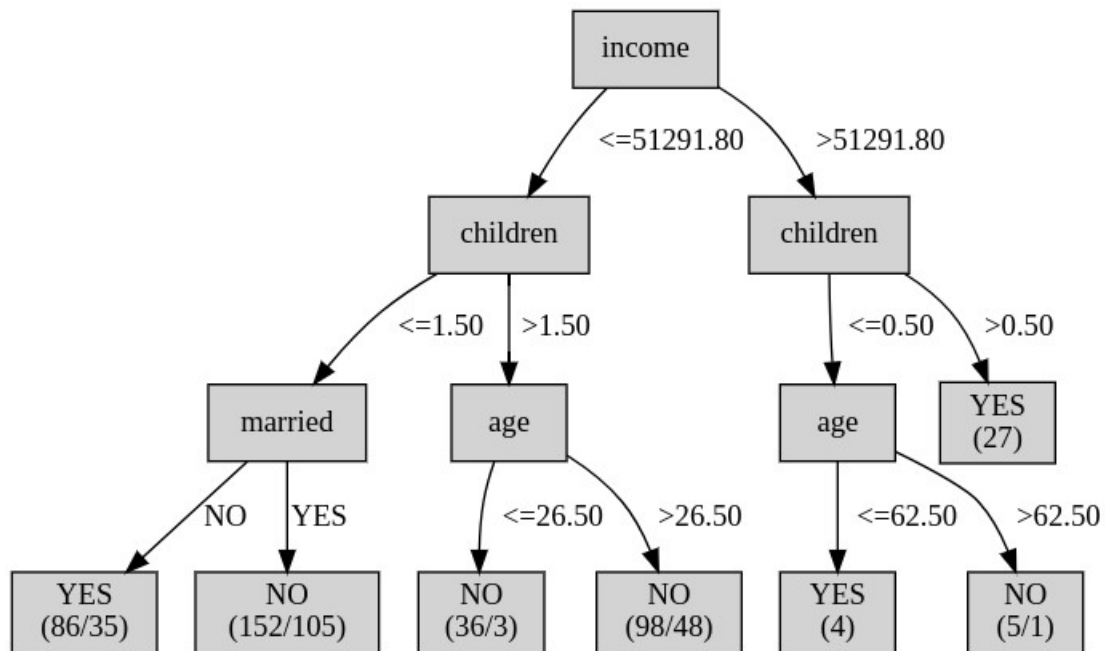 income
<=51291.80
>51291.80
children
children
<=1.50
>1.50
<=0.50
>0.50
married
age
age
YES
(27)
NO
YES
<=26.50
>26.50
<=62.50
>62.50
YES
(86/35)
NO
(152/105)
NO
(36/3)
NO
(98/48)
YES
(4)
NO
(5/1)